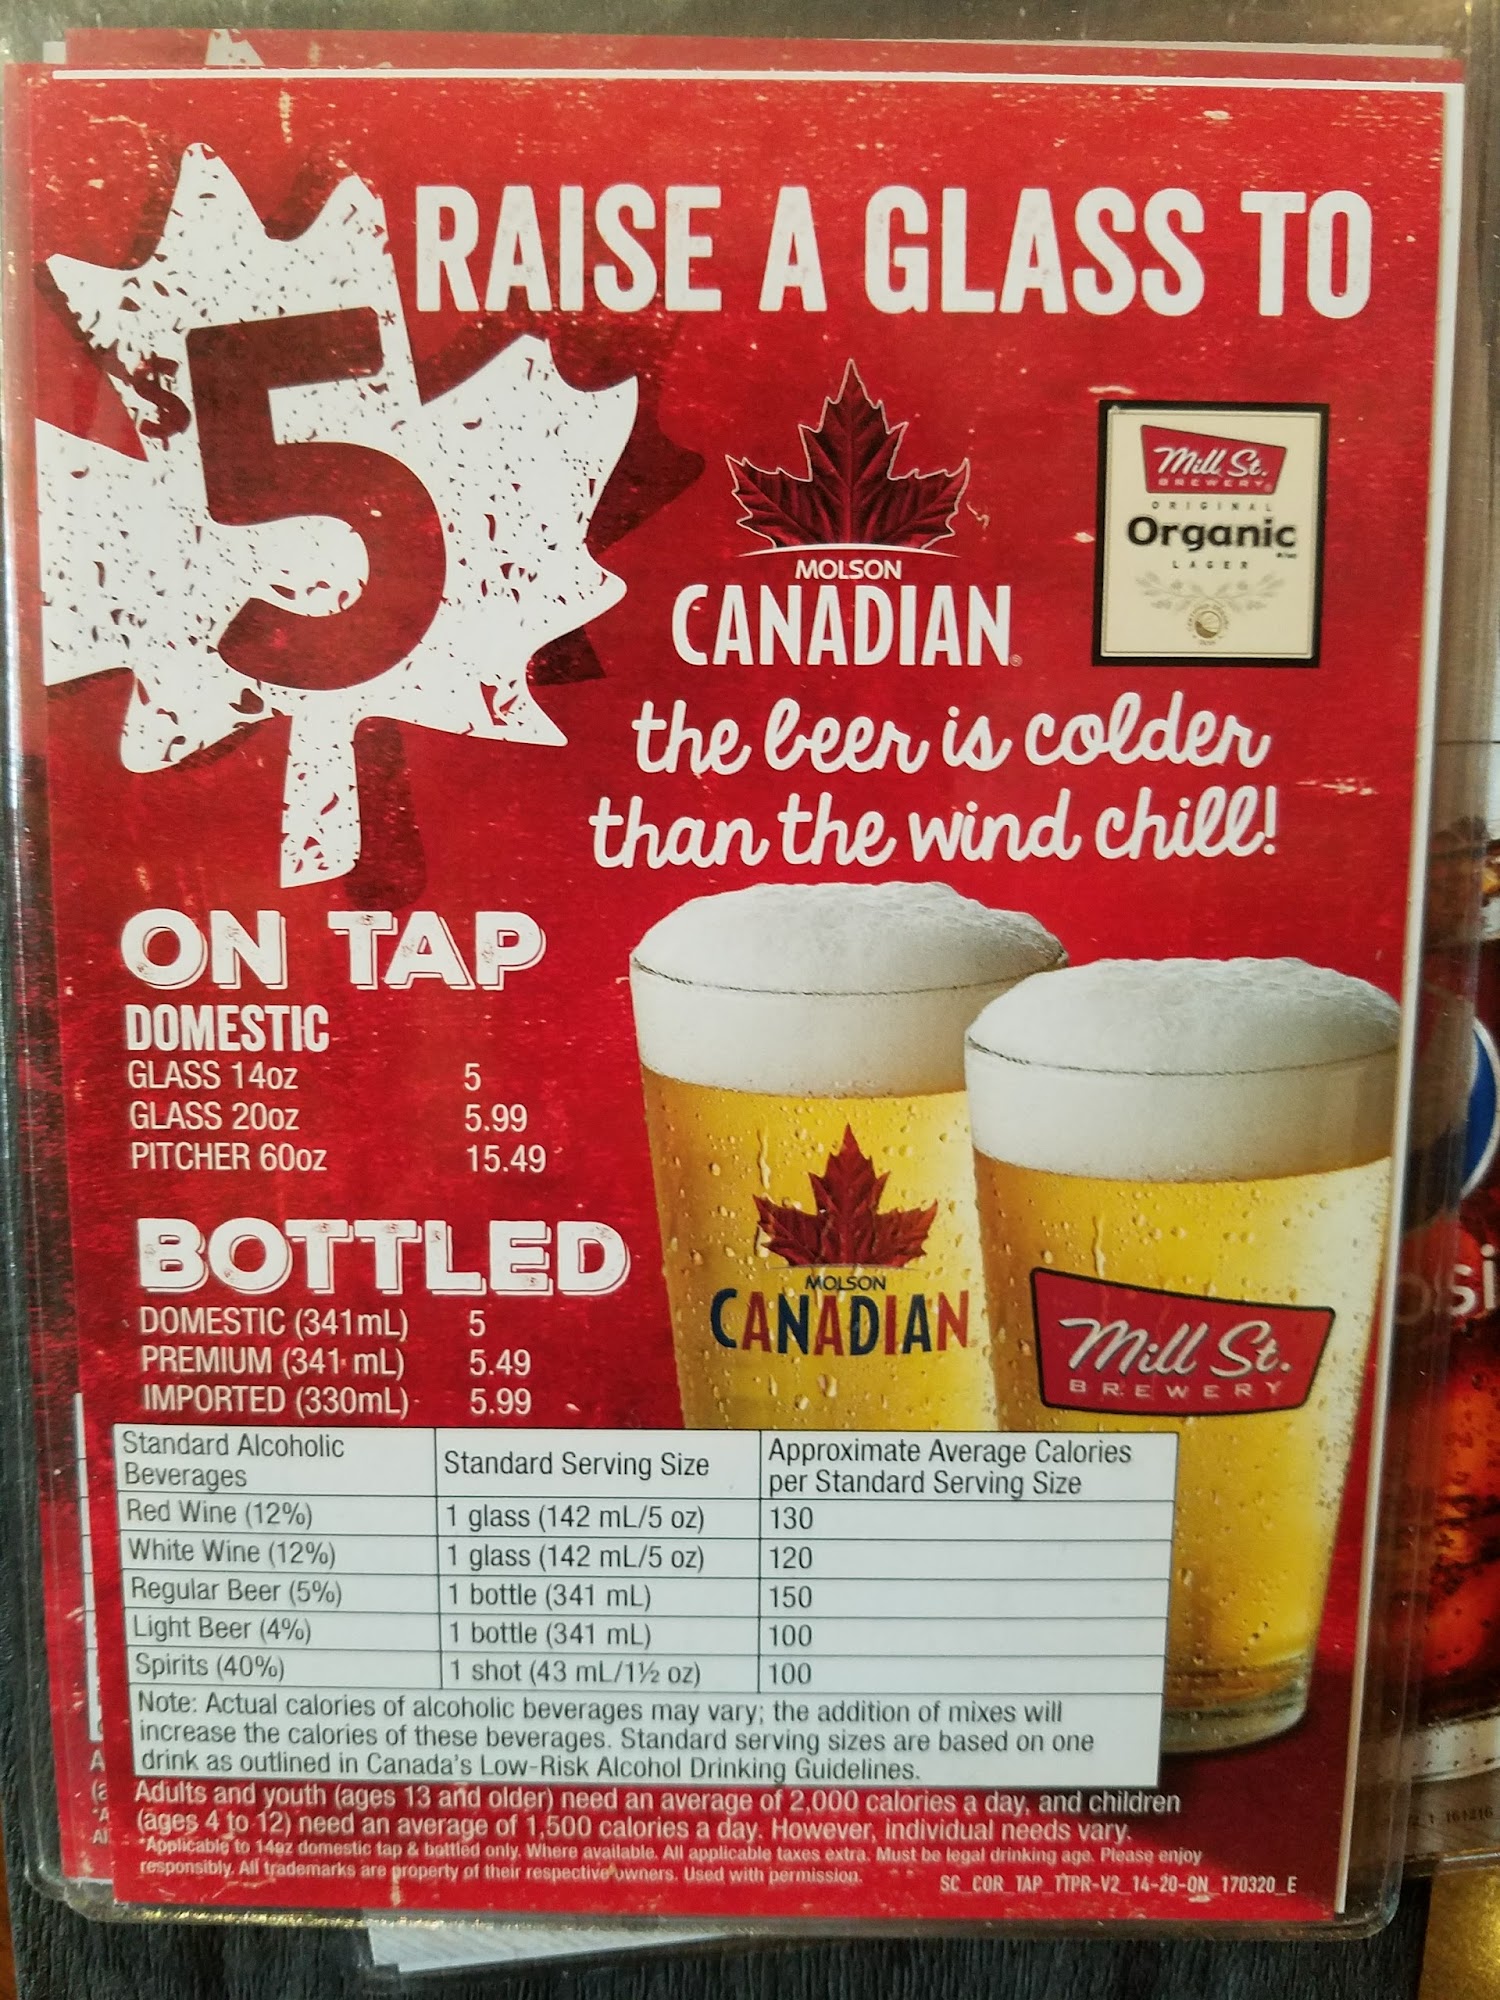 RAISE A GLASS TO
$5*
MOLSON
CANADIAN
Mill St.
BREWERY
ORIGINAL
Organic
LAGER
the beer is colder
than the wind chill!
ON TAP
DOMESTIC
GLASS 14oz 5
GLASS 20oz 5.99
PITCHER 60oz 15.49
BOTTLED
DOMESTIC (341mL) 5
PREMIUM (341 mL) 5.49
IMPORTED (330mL) 5.99
MOLSON
CANADIAN
Mill St.
BREWERY
Standard Alcoholic Beverages Standard Serving Size Approximate Average Calories per Standard Serving Size
Red Wine (12%) 1 glass (142 mL/5 oz) 130
White Wine (12%) 1 glass (142 mL/5 oz) 120
Regular Beer (5%) 1 bottle (341 mL) 150
Light Beer (4%) 1 bottle (341 mL) 100
Spirits (40%) 1 shot (43 mL/1½ oz) 100
Note: Actual calories of alcoholic beverages may vary; the addition of mixes will
increase the calories of these beverages. Standard serving sizes are based on one
drink as outlined in Canada's Low-Risk Alcohol Drinking Guidelines.
Adults and youth (ages 13 and older) need an average of 2,000 calories a day, and children
(ages 4 to 12) need an average of 1,500 calories a day. However, individual needs vary.
*Applicable to 14oz domestic tap & bottled only. Where available. All applicable taxes extra. Must be legal drinking age. Please enjoy
responsibly. All trademarks are property of their respective owners. Used with permission.
SC_COR_TAP_TTPR-V2_14-20-ON_170320_E